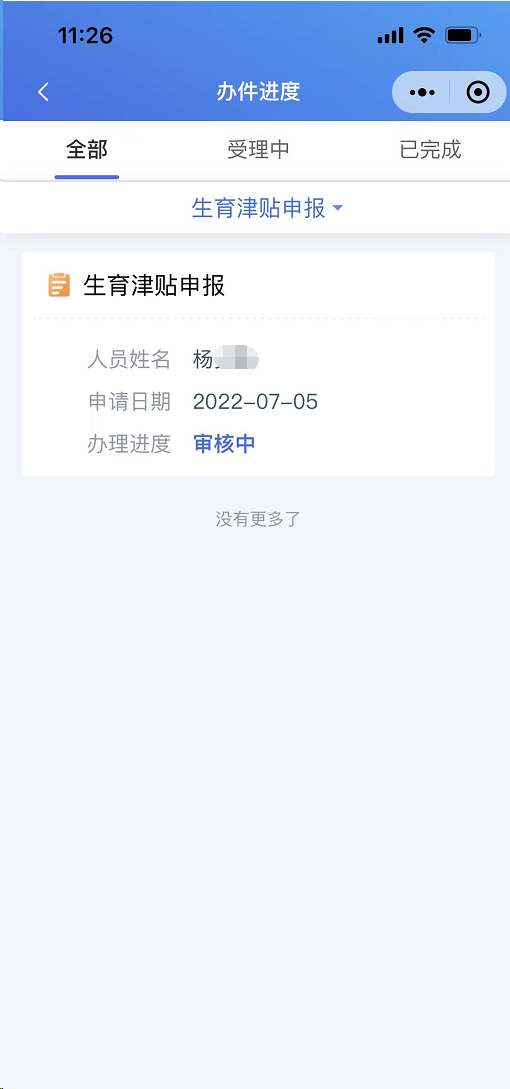 11:26
办件进度
全部 受理中 已完成
生育津贴申报
生育津贴申报
人员姓名 杨
申请日期 2022-07-05
办理进度 审核中
没有更多了